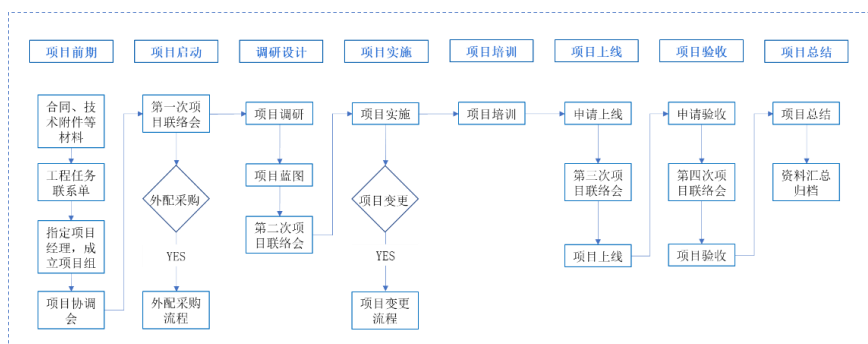 项目前期
项目启动
调研设计
项目实施
项目培训
项目上线
项目验收
项目总结
合同、技
术附件等
材料
工程任务
联系单
指定项目
经理，成
立项目组
项目协调
会
第一次项
目联络会
外配采购
YES
外配采购
流程
项目调研
项目蓝图
第二次项
目联络会
项目实施
项目变更
YES
项目变更
流程
项目培训
申请上线
第三次项
目联络会
项目上线
申请验收
第四次项
目联络会
项目验收
项目总结
资料汇总
归档